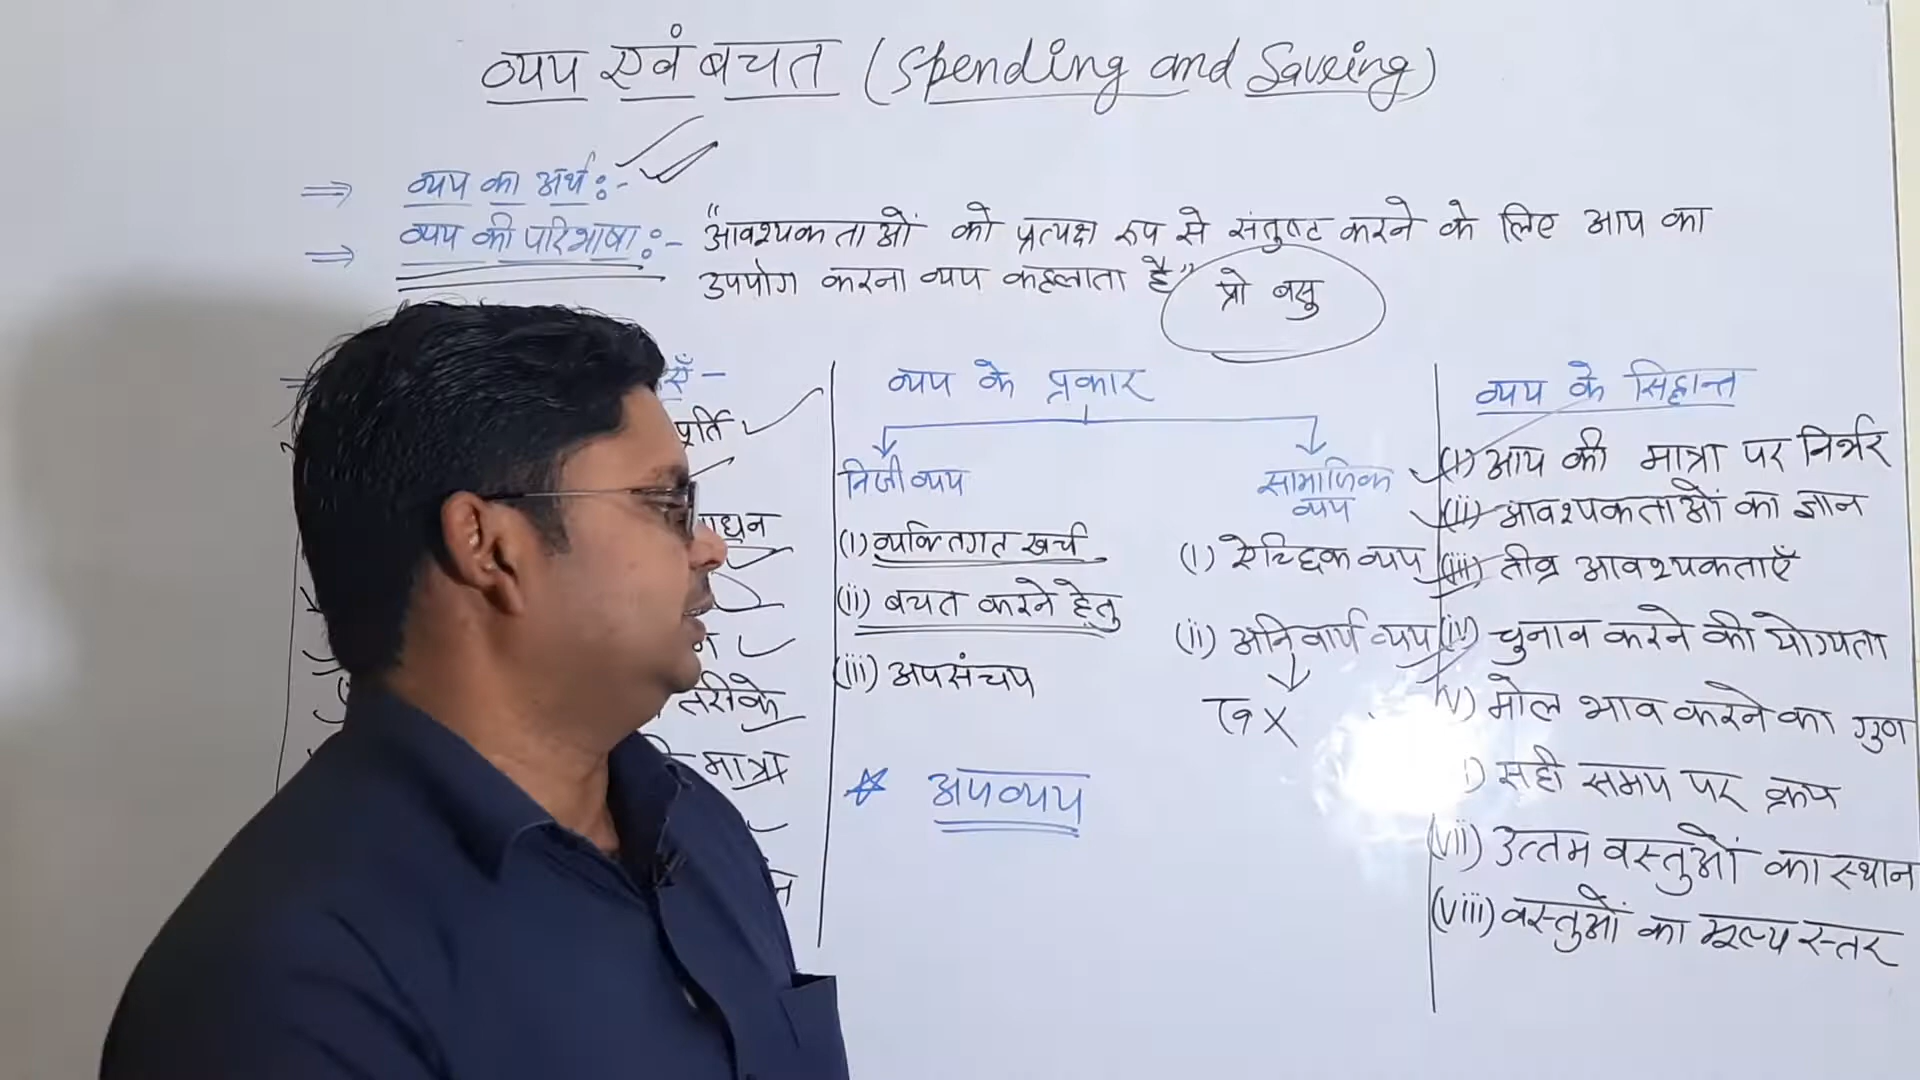 व्यय एवं बचत (Spending and Saveing)
व्यय का अर्थ :-
व्यय की परिभाषा :- "आवश्यकताओं को प्रत्यक्ष रुप से संतुष्ट करने के लिए आय का
उपयोग करना व्यय कहलाता है" प्रो बसु
पूर्ति
तरीके
मात्रा
व्यय के प्रकार
निजी व्यय
(i) व्यक्तिगत खर्च
(ii) बचत करने हेतु
(iii) अपसंचय
सामाजिक
व्यय
(i) ऐच्छिक व्यय
(ii) अनिवार्य व्यय
अपव्यय
व्यय के सिद्धान्त
(i) आय की मात्रा पर निर्भर
(ii) आवश्यकताओं का ज्ञान
(iii) तीव्र आवश्यकताएँ
(iv) चुनाव करने की योग्यता
(v) मोल भाव करने का गुण
सही समय पर क्रय
(vii) उत्तम वस्तुओं का स्थान
(viii) वस्तुओं का मूल्य स्तर